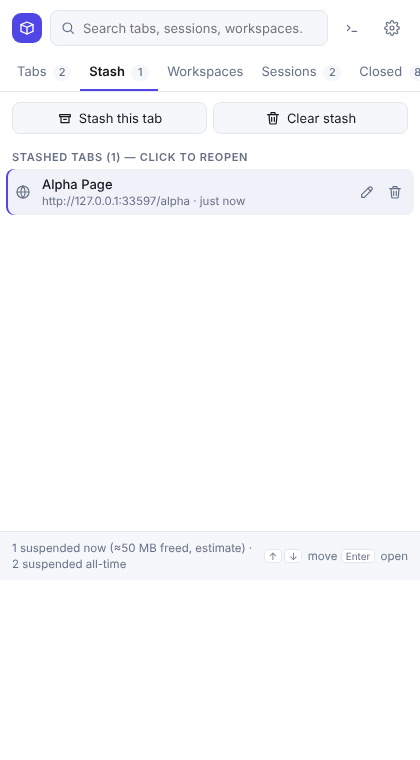 Search tabs, sessions, workspaces.
Tabs 2 Stash 1 Workspaces Sessions 2 Closed 8
Stash this tab Clear stash
STASHED TABS (1) — CLICK TO REOPEN
Alpha Page
http://127.0.0.1:33597/alpha · just now
1 suspended now (≈50 MB freed, estimate) ·
2 suspended all-time
↑ ↓ move Enter open